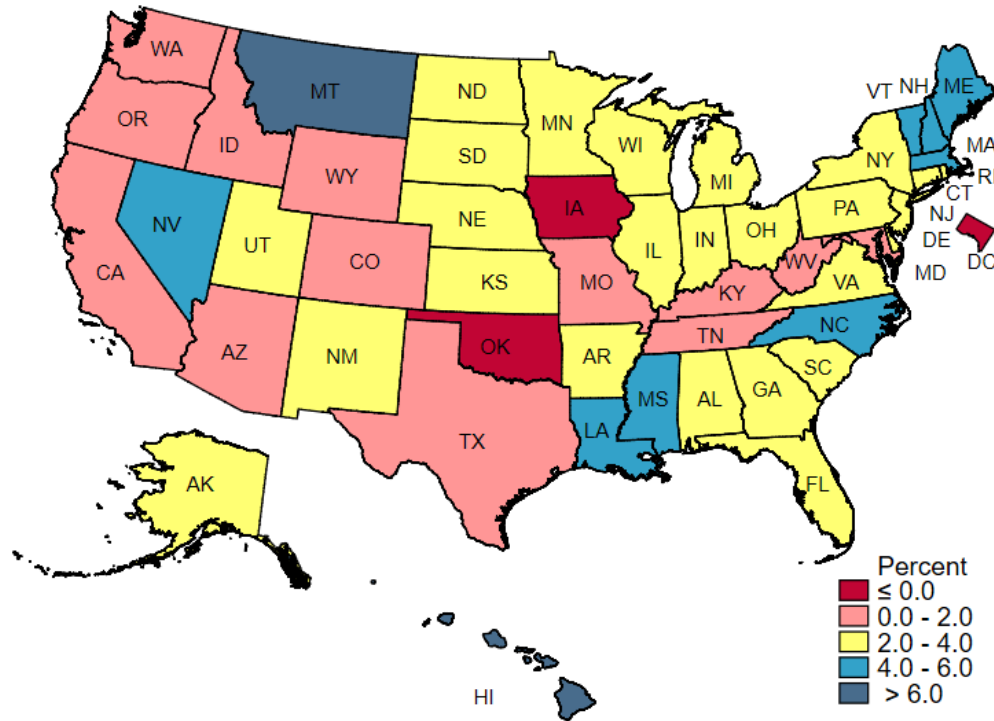 WA
MT
ND
MN
VT
NH
ME
OR
ID
WY
SD
WI
MI
NY
MA
RI
CT
NV
UT
CO
NE
IA
IL
IN
OH
PA
NJ
DE
DC
MD
CA
KS
MO
KY
WV
VA
AZ
NM
OK
AR
TN
NC
SC
TX
LA
MS
AL
GA
FL
AK
HI
Percent
≤ 0.0
0.0 - 2.0
2.0 - 4.0
4.0 - 6.0
> 6.0